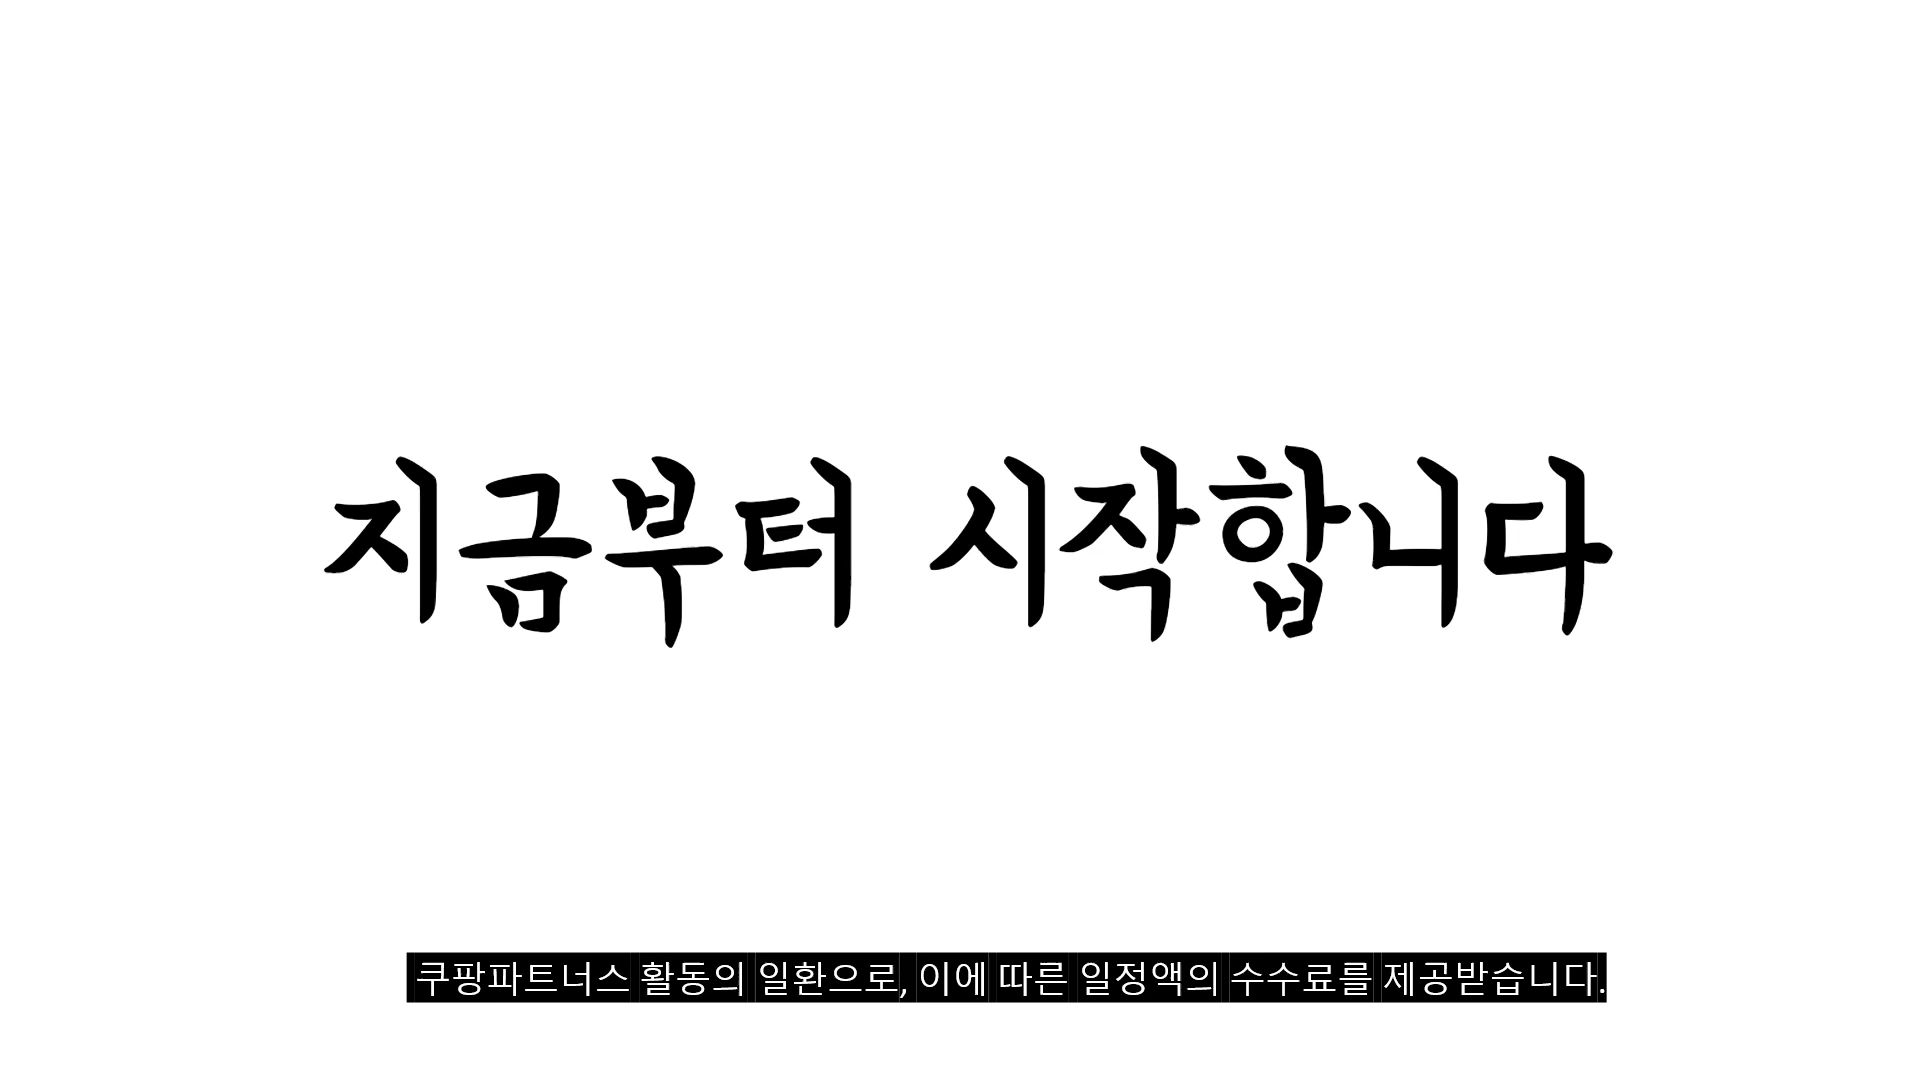 지금부터 시작합니다
쿠팡파트너스 활동의 일환으로, 이에 따른 일정액의 수수료를 제공받습니다.